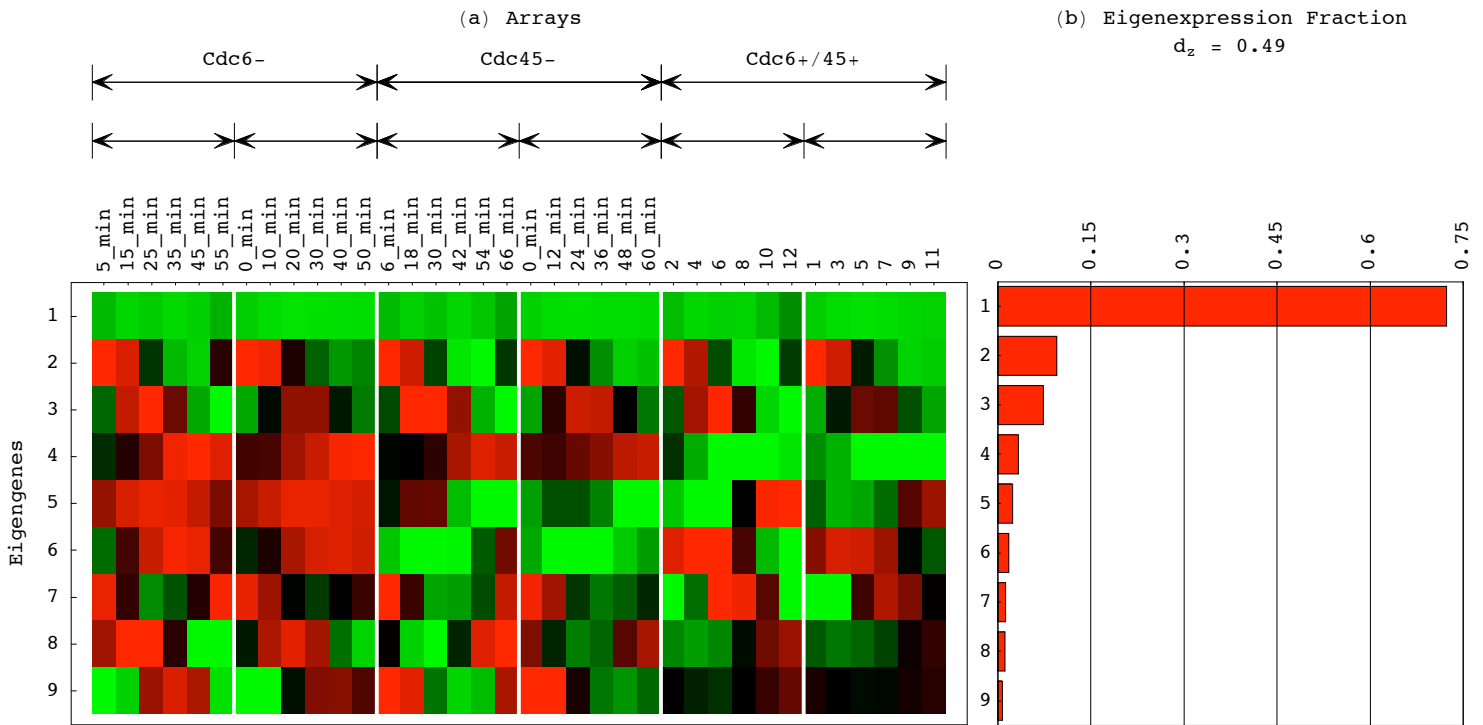 (a) Arrays
Cdc6-
Cdc45-
Cdc6+/45+
5_min
15_min
25_min
35_min
45_min
55_min
0_min
10_min
20_min
30_min
40_min
50_min
6_min
18_min
30_min
42_min
54_min
66_min
0_min
12_min
24_min
36_min
48_min
60_min
2
4
6
8
10
12
1
3
5
7
9
11
Eigengenes
1
2
3
4
5
6
7
8
9
(b) Eigenexpression Fraction
d_z = 0.49
0
0.15
0.3
0.45
0.6
0.75
1
2
3
4
5
6
7
8
9